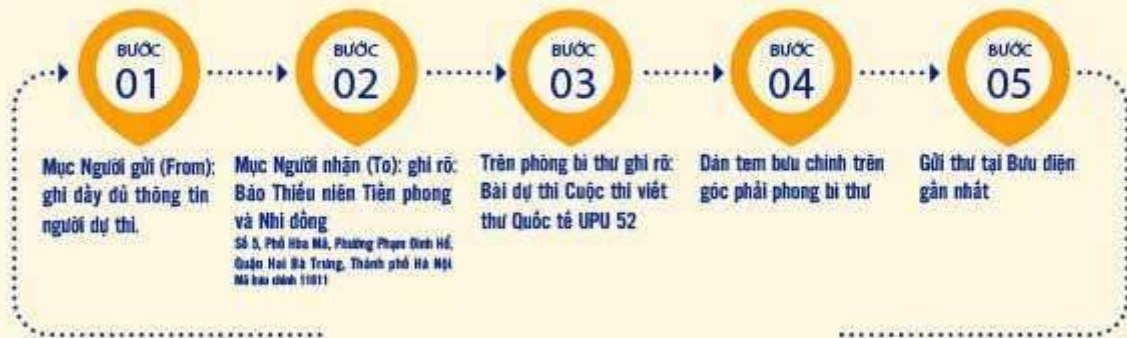 BƯỚC
01
Mục Người gửi (From):
ghi đầy đủ thông tin
người dự thi.
BƯỚC
02
Mục Người nhận (To): ghi rõ:
Báo Thiếu niên Tiền phong
và Nhi đồng
Số 5, Phố Hòa Mã, Phường Phạm Đình Hổ,
Quận Hai Bà Trưng, Thành phố Hà Nội
Mã bưu chính 11611
BƯỚC
03
Trên phòng bì thư ghi rõ:
Bài dự thi Cuộc thi viết
thư Quốc tế UPU 52
BƯỚC
04
Dán tem bưu chính trên
góc phải phong bì thư
BƯỚC
05
Gửi thư tại Bưu điện
gần nhất